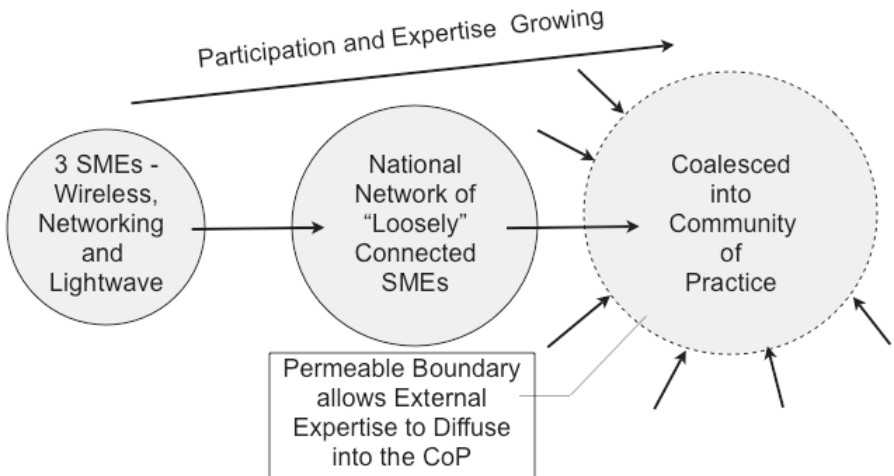 Participation and Expertise Growing
3 SMEs -
Wireless,
Networking
and
Lightwave
National
Network of
“Loosely”
Connected
SMEs
Coalesced
into
Community
of
Practice
Permeable Boundary
allows External
Expertise to Diffuse
into the CoP